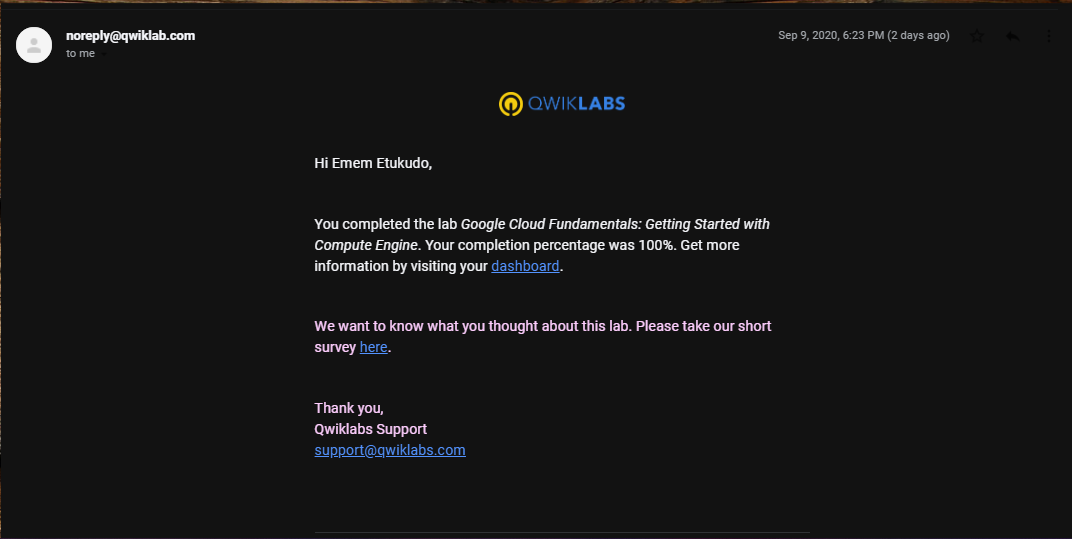 noreply@qwiklab.com
to me
Sep 9, 2020, 6:23 PM (2 days ago)
QWIKLABS
Hi Emem Etukudo,
You completed the lab Google Cloud Fundamentals: Getting Started with
Compute Engine. Your completion percentage was 100%. Get more
information by visiting your dashboard.
We want to know what you thought about this lab. Please take our short
survey here.
Thank you,
Qwiklabs Support
support@qwiklabs.com